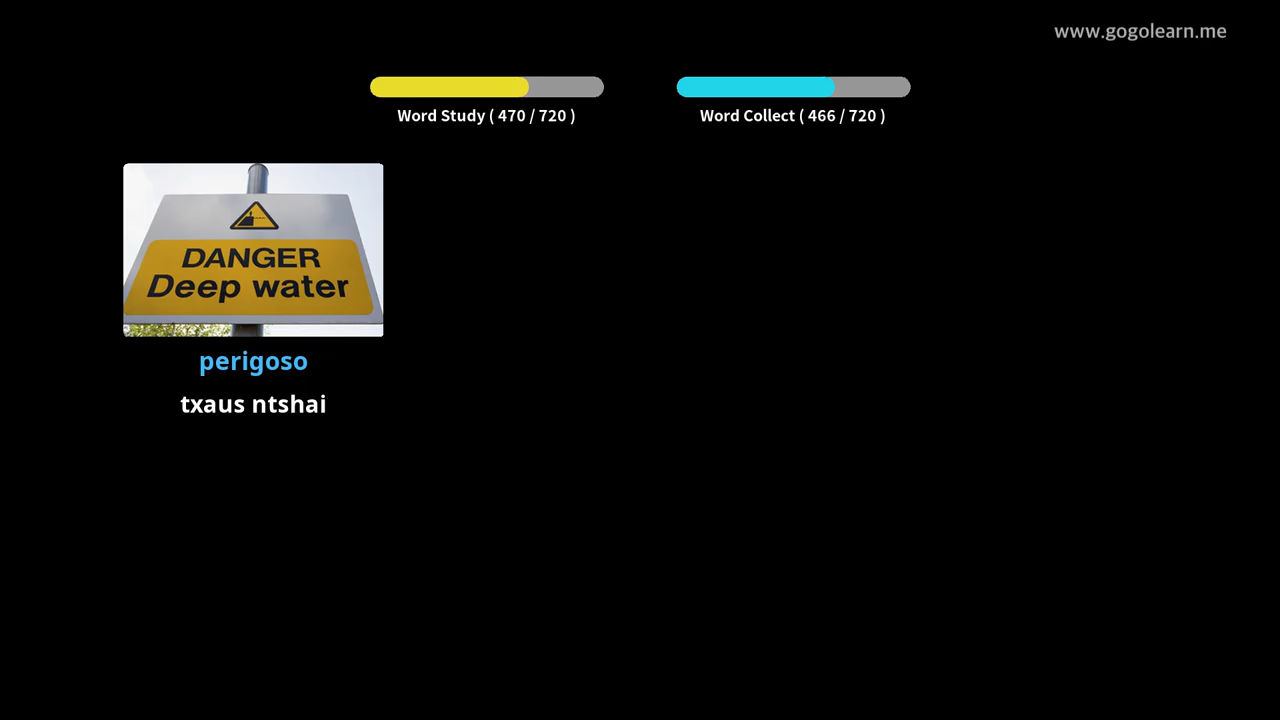 www.gogolearn.me
Word Study ( 470 / 720 )
Word Collect ( 466 / 720 )
DANGER
Deep water
perigoso
txaus ntshai